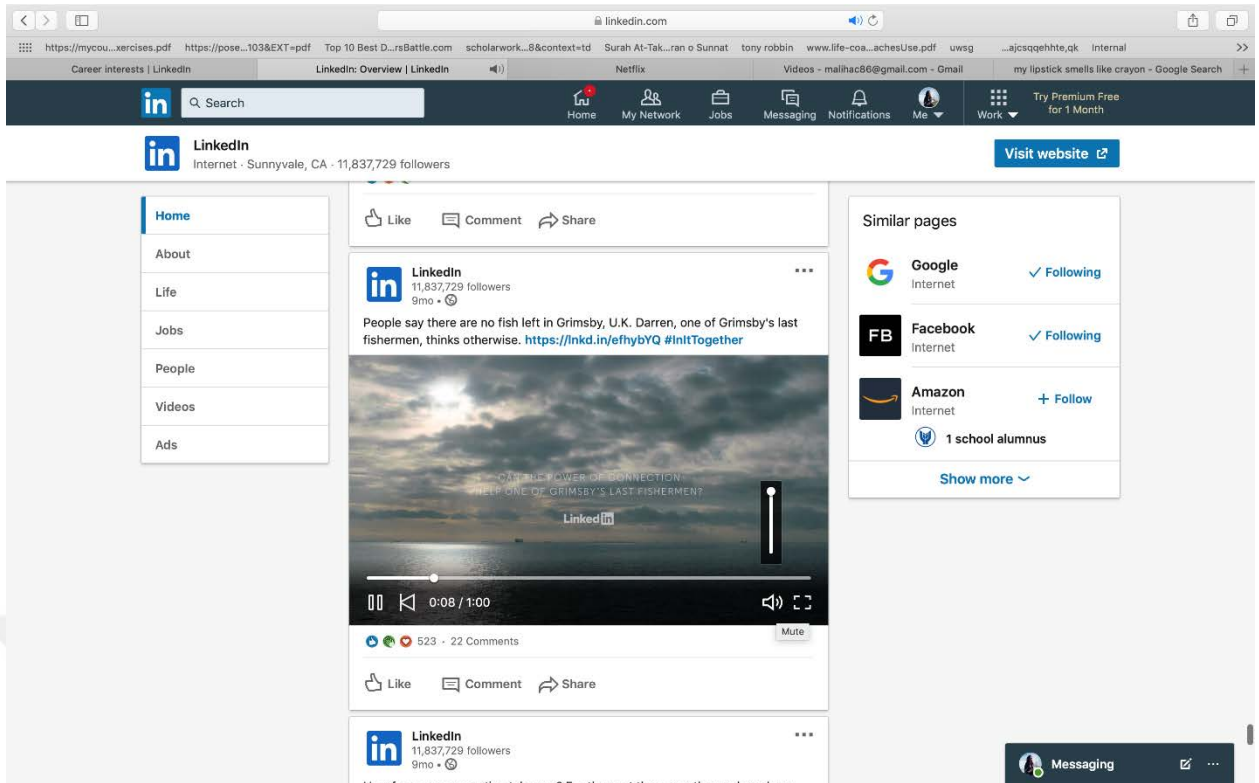 linkedin.com
https://mycou...xercises.pdf https://pose...103&EXT=pdf Top 10 Best D...rsBattle.com scholarwork...8&context=td Surah At-Tak...ran o Sunnat tony robbin www.life-coa...achesUse.pdf uwsg ...ajcsqqehhte,qk Internal >>
Career interests | LinkedIn LinkedIn: Overview | LinkedIn Netflix Videos - malihac86@gmail.com - Gmail my lipstick smells like crayon - Google Search +
in Search Home My Network Jobs Messaging Notifications Me Work Try Premium Free
for 1 Month
in LinkedIn
Internet · Sunnyvale, CA · 11,837,729 followers
Visit website
Home
About
Life
Jobs
People
Videos
Ads
Like Comment Share
in LinkedIn
11,837,729 followers
9mo •
People say there are no fish left in Grimsby, U.K. Darren, one of Grimsby's last
fishermen, thinks otherwise. https://lnkd.in/efhybYQ #InItTogether
CAN THE POWER OF CONNECTION
HELP ONE OF GRIMSBY'S LAST FISHERMEN?
Linked in
0:08 / 1:00
Mute
523 · 22 Comments
Like Comment Share
in LinkedIn
11,837,729 followers
9mo •
Similar pages
G Google
Internet
Following
FB Facebook
Internet
Following
Amazon
Internet
+ Follow
1 school alumnus
Show more
Messaging